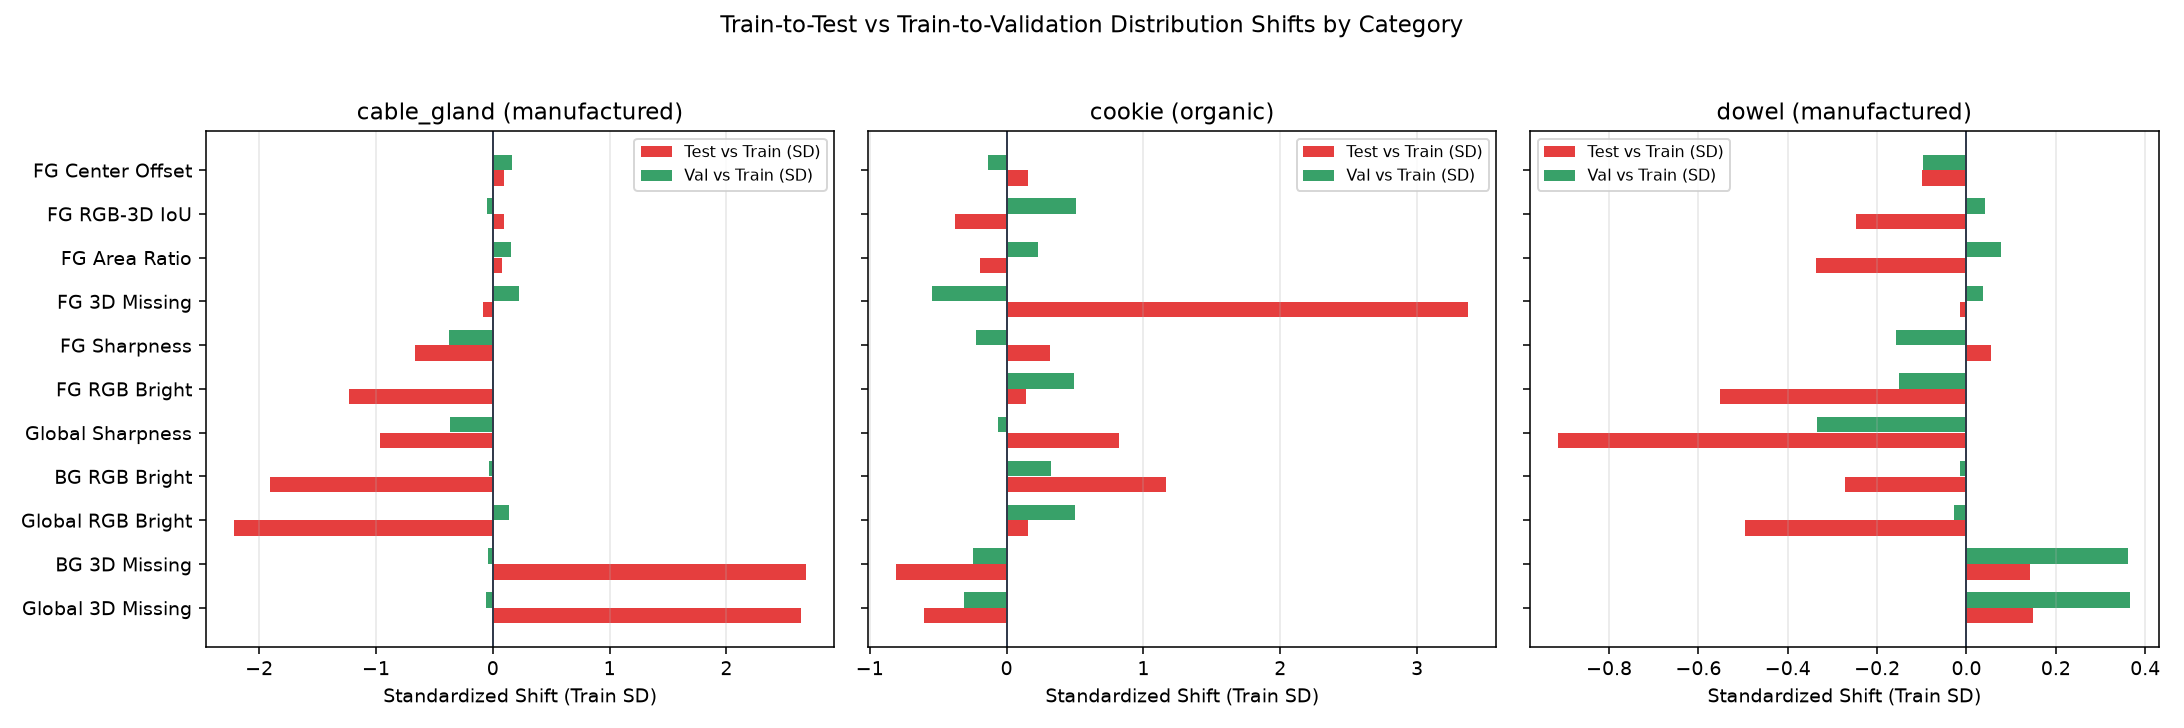 Train-to-Test vs Train-to-Validation Distribution Shifts by Category
cable_gland (manufactured)
Test vs Train (SD)
Val vs Train (SD)
FG Center Offset
FG RGB-3D IoU
FG Area Ratio
FG 3D Missing
FG Sharpness
FG RGB Bright
Global Sharpness
BG RGB Bright
Global RGB Bright
BG 3D Missing
Global 3D Missing
−2 −1 0 1 2
Standardized Shift (Train SD)
cookie (organic)
Test vs Train (SD)
Val vs Train (SD)
−1 0 1 2 3
Standardized Shift (Train SD)
dowel (manufactured)
Test vs Train (SD)
Val vs Train (SD)
−0.8 −0.6 −0.4 −0.2 0.0 0.2 0.4
Standardized Shift (Train SD)